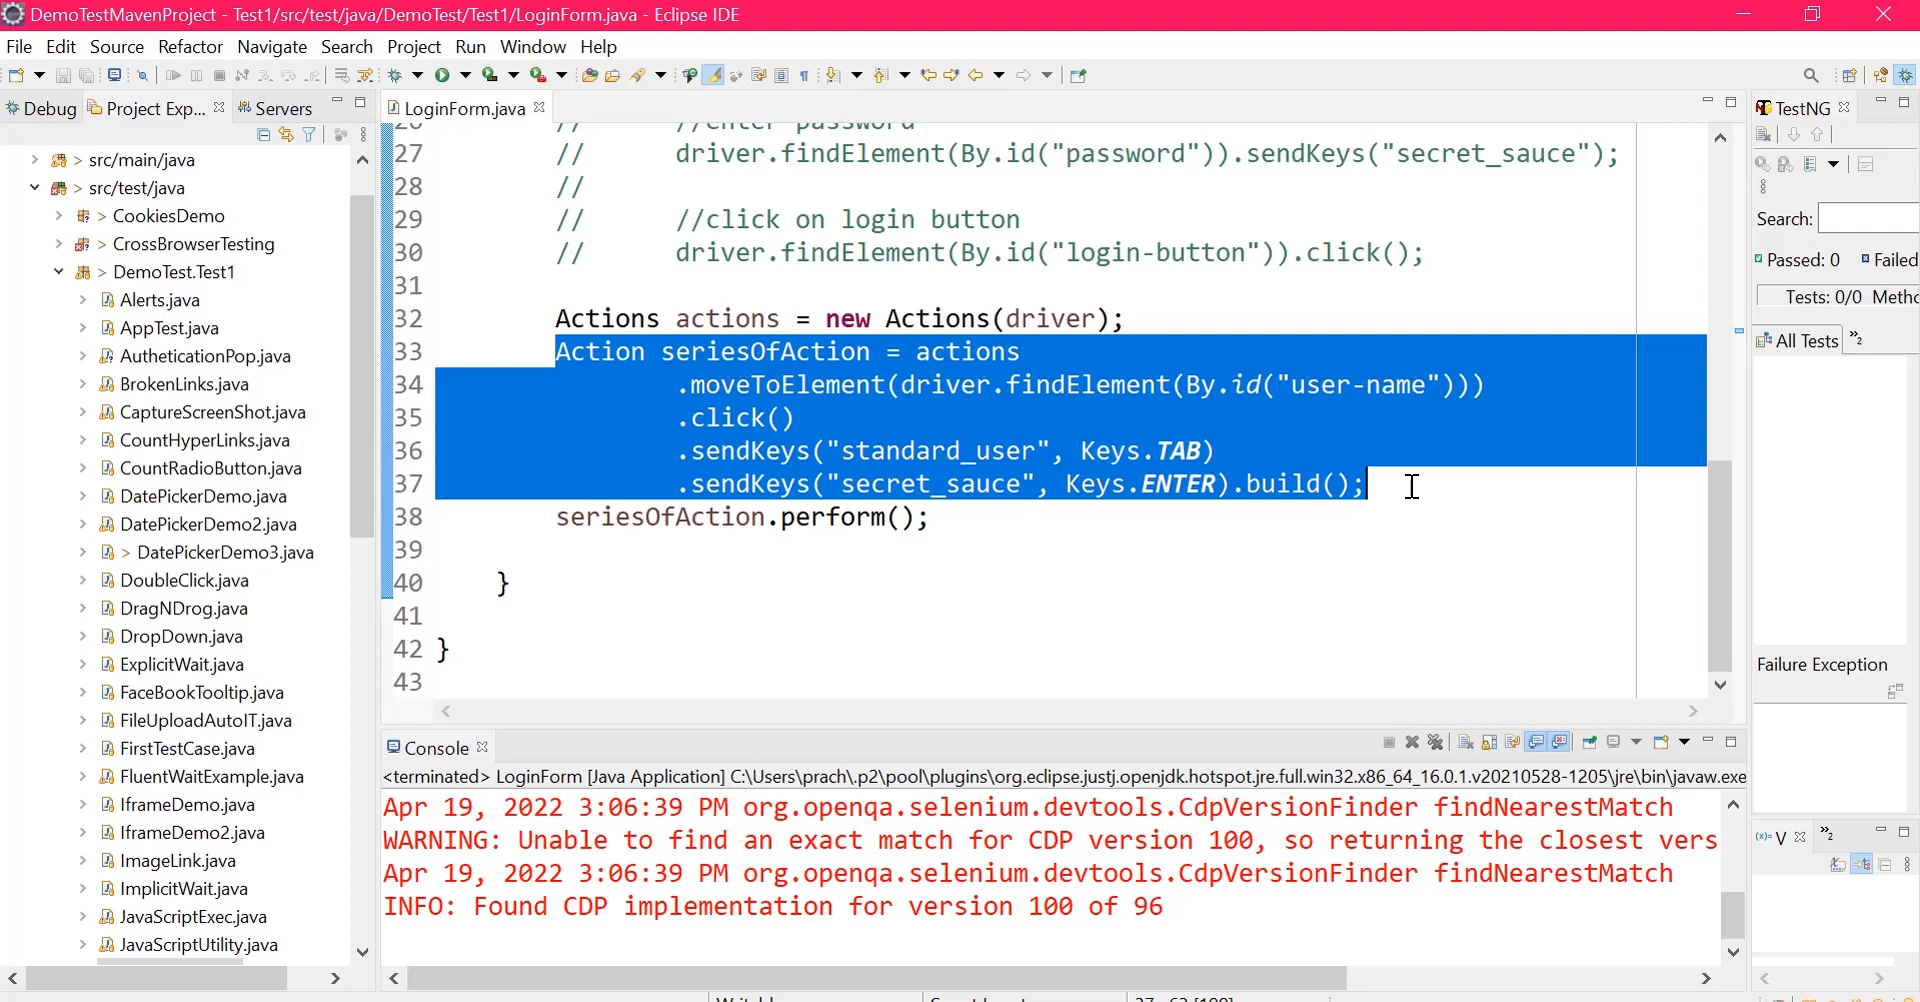 DemoTestMavenProject - Test1/src/test/java/DemoTest/Test1/LoginForm.java - Eclipse IDE
File Edit Source Refactor Navigate Search Project Run Window Help
Debug Project Exp... Servers
> src/main/java
> src/test/java
> CookiesDemo
> CrossBrowserTesting
> DemoTest.Test1
Alerts.java
AppTest.java
AutheticationPop.java
BrokenLinks.java
CaptureScreenShot.java
CountHyperLinks.java
CountRadioButton.java
DatePickerDemo.java
DatePickerDemo2.java
> DatePickerDemo3.java
DoubleClick.java
DragNDrog.java
DropDown.java
ExplicitWait.java
FaceBookTooltip.java
FileUploadAutoIT.java
FirstTestCase.java
FluentWaitExample.java
IframeDemo.java
IframeDemo2.java
ImageLink.java
ImplicitWait.java
JavaScriptExec.java
JavaScriptUtility.java
LoginForm.java
26 // //enter password
27 // driver.findElement(By.id("password")).sendKeys("secret_sauce");
28 //
29 // //click on login button
30 // driver.findElement(By.id("login-button")).click();
31
32 Actions actions = new Actions(driver);
33 Action seriesOfAction = actions
34 .moveToElement(driver.findElement(By.id("user-name")))
35 .click()
36 .sendKeys("standard_user", Keys.TAB)
37 .sendKeys("secret_sauce", Keys.ENTER).build();
38 seriesOfAction.perform();
39
40 }
41
42 }
43
Console
<terminated> LoginForm [Java Application] C:\Users\prach\.p2\pool\plugins\org.eclipse.justj.openjdk.hotspot.jre.full.win32.x86_64_16.0.1.v20210528-1205\jre\bin\javaw.exe
Apr 19, 2022 3:06:39 PM org.openqa.selenium.devtools.CdpVersionFinder findNearestMatch
WARNING: Unable to find an exact match for CDP version 100, so returning the closest vers
Apr 19, 2022 3:06:39 PM org.openqa.selenium.devtools.CdpVersionFinder findNearestMatch
INFO: Found CDP implementation for version 100 of 96
TestNG
Search:
Passed: 0 Failed
Tests: 0/0 Metho
All Tests »2
Failure Exception
(x)= V »2